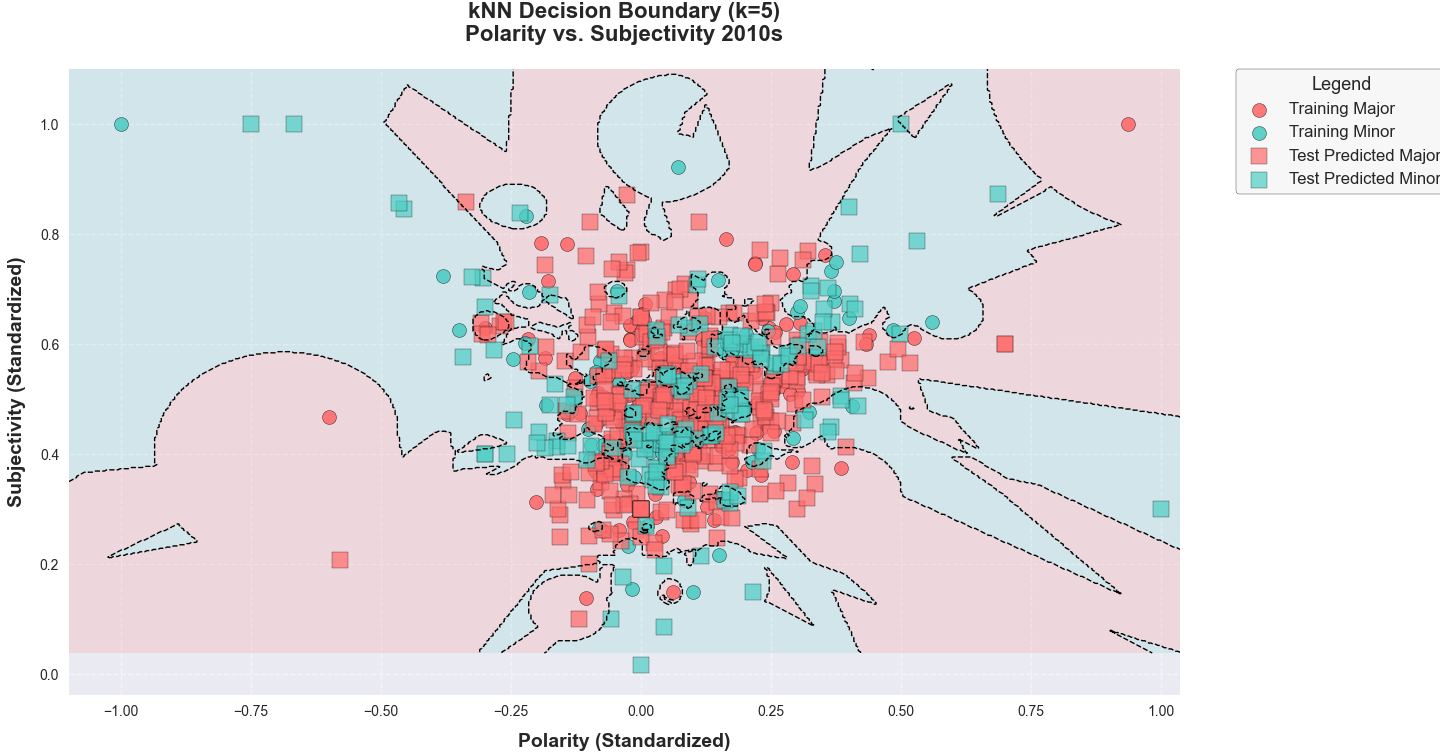 kNN Decision Boundary (k=5)
Polarity vs. Subjectivity 2010s
Legend
Training Major
Training Minor
Test Predicted Major
Test Predicted Minor
Subjectivity (Standardized)
1.0
0.8
0.6
0.4
0.2
0.0
−1.00
−0.75
−0.50
−0.25
0.00
0.25
0.50
0.75
1.00
Polarity (Standardized)